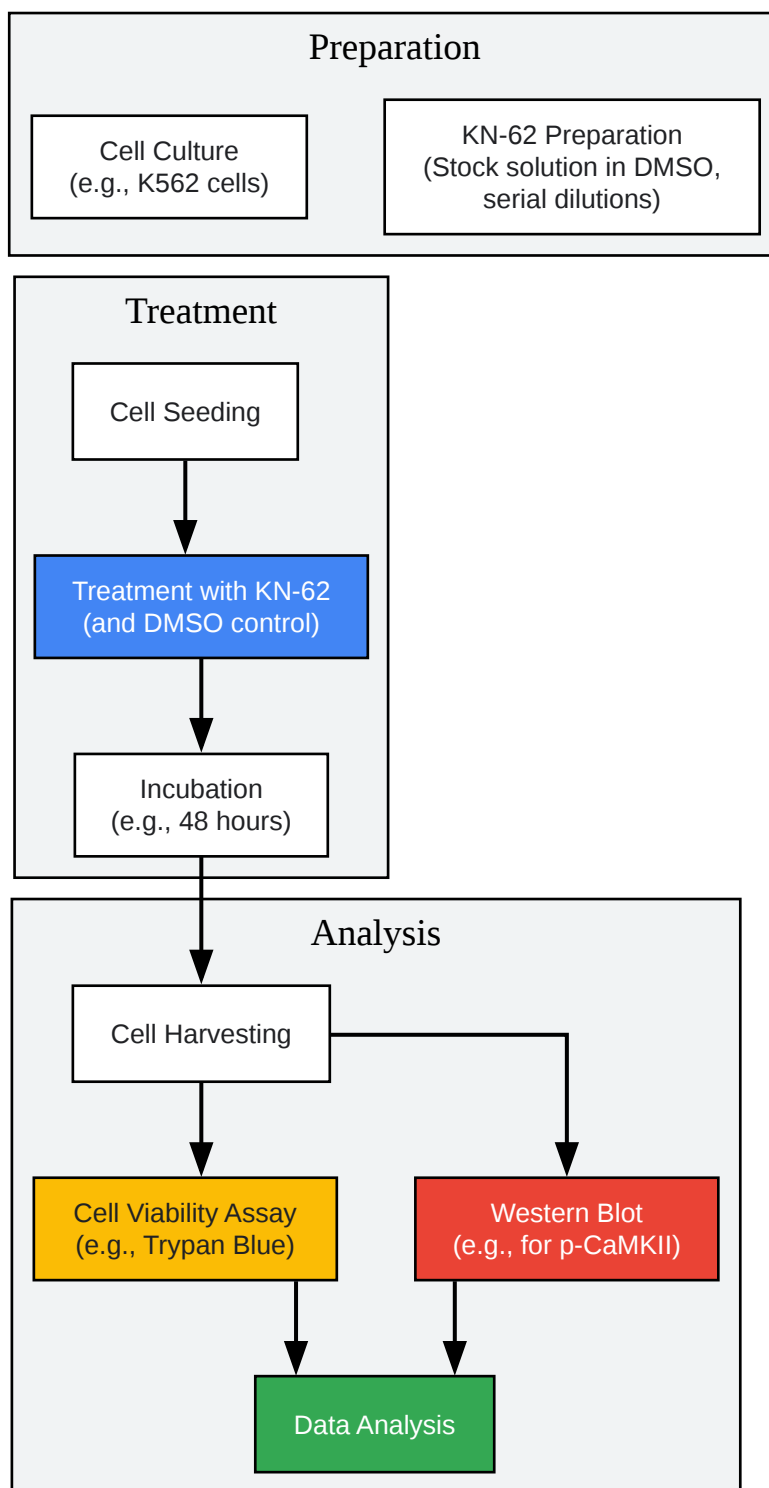 Preparation
Cell Culture
(e.g., K562 cells)
KN-62 Preparation
(Stock solution in DMSO,
serial dilutions)
Treatment
Cell Seeding
Treatment with KN-62
(and DMSO control)
Incubation
(e.g., 48 hours)
Analysis
Cell Harvesting
Cell Viability Assay
(e.g., Trypan Blue)
Western Blot
(e.g., for p-CaMKII)
Data Analysis